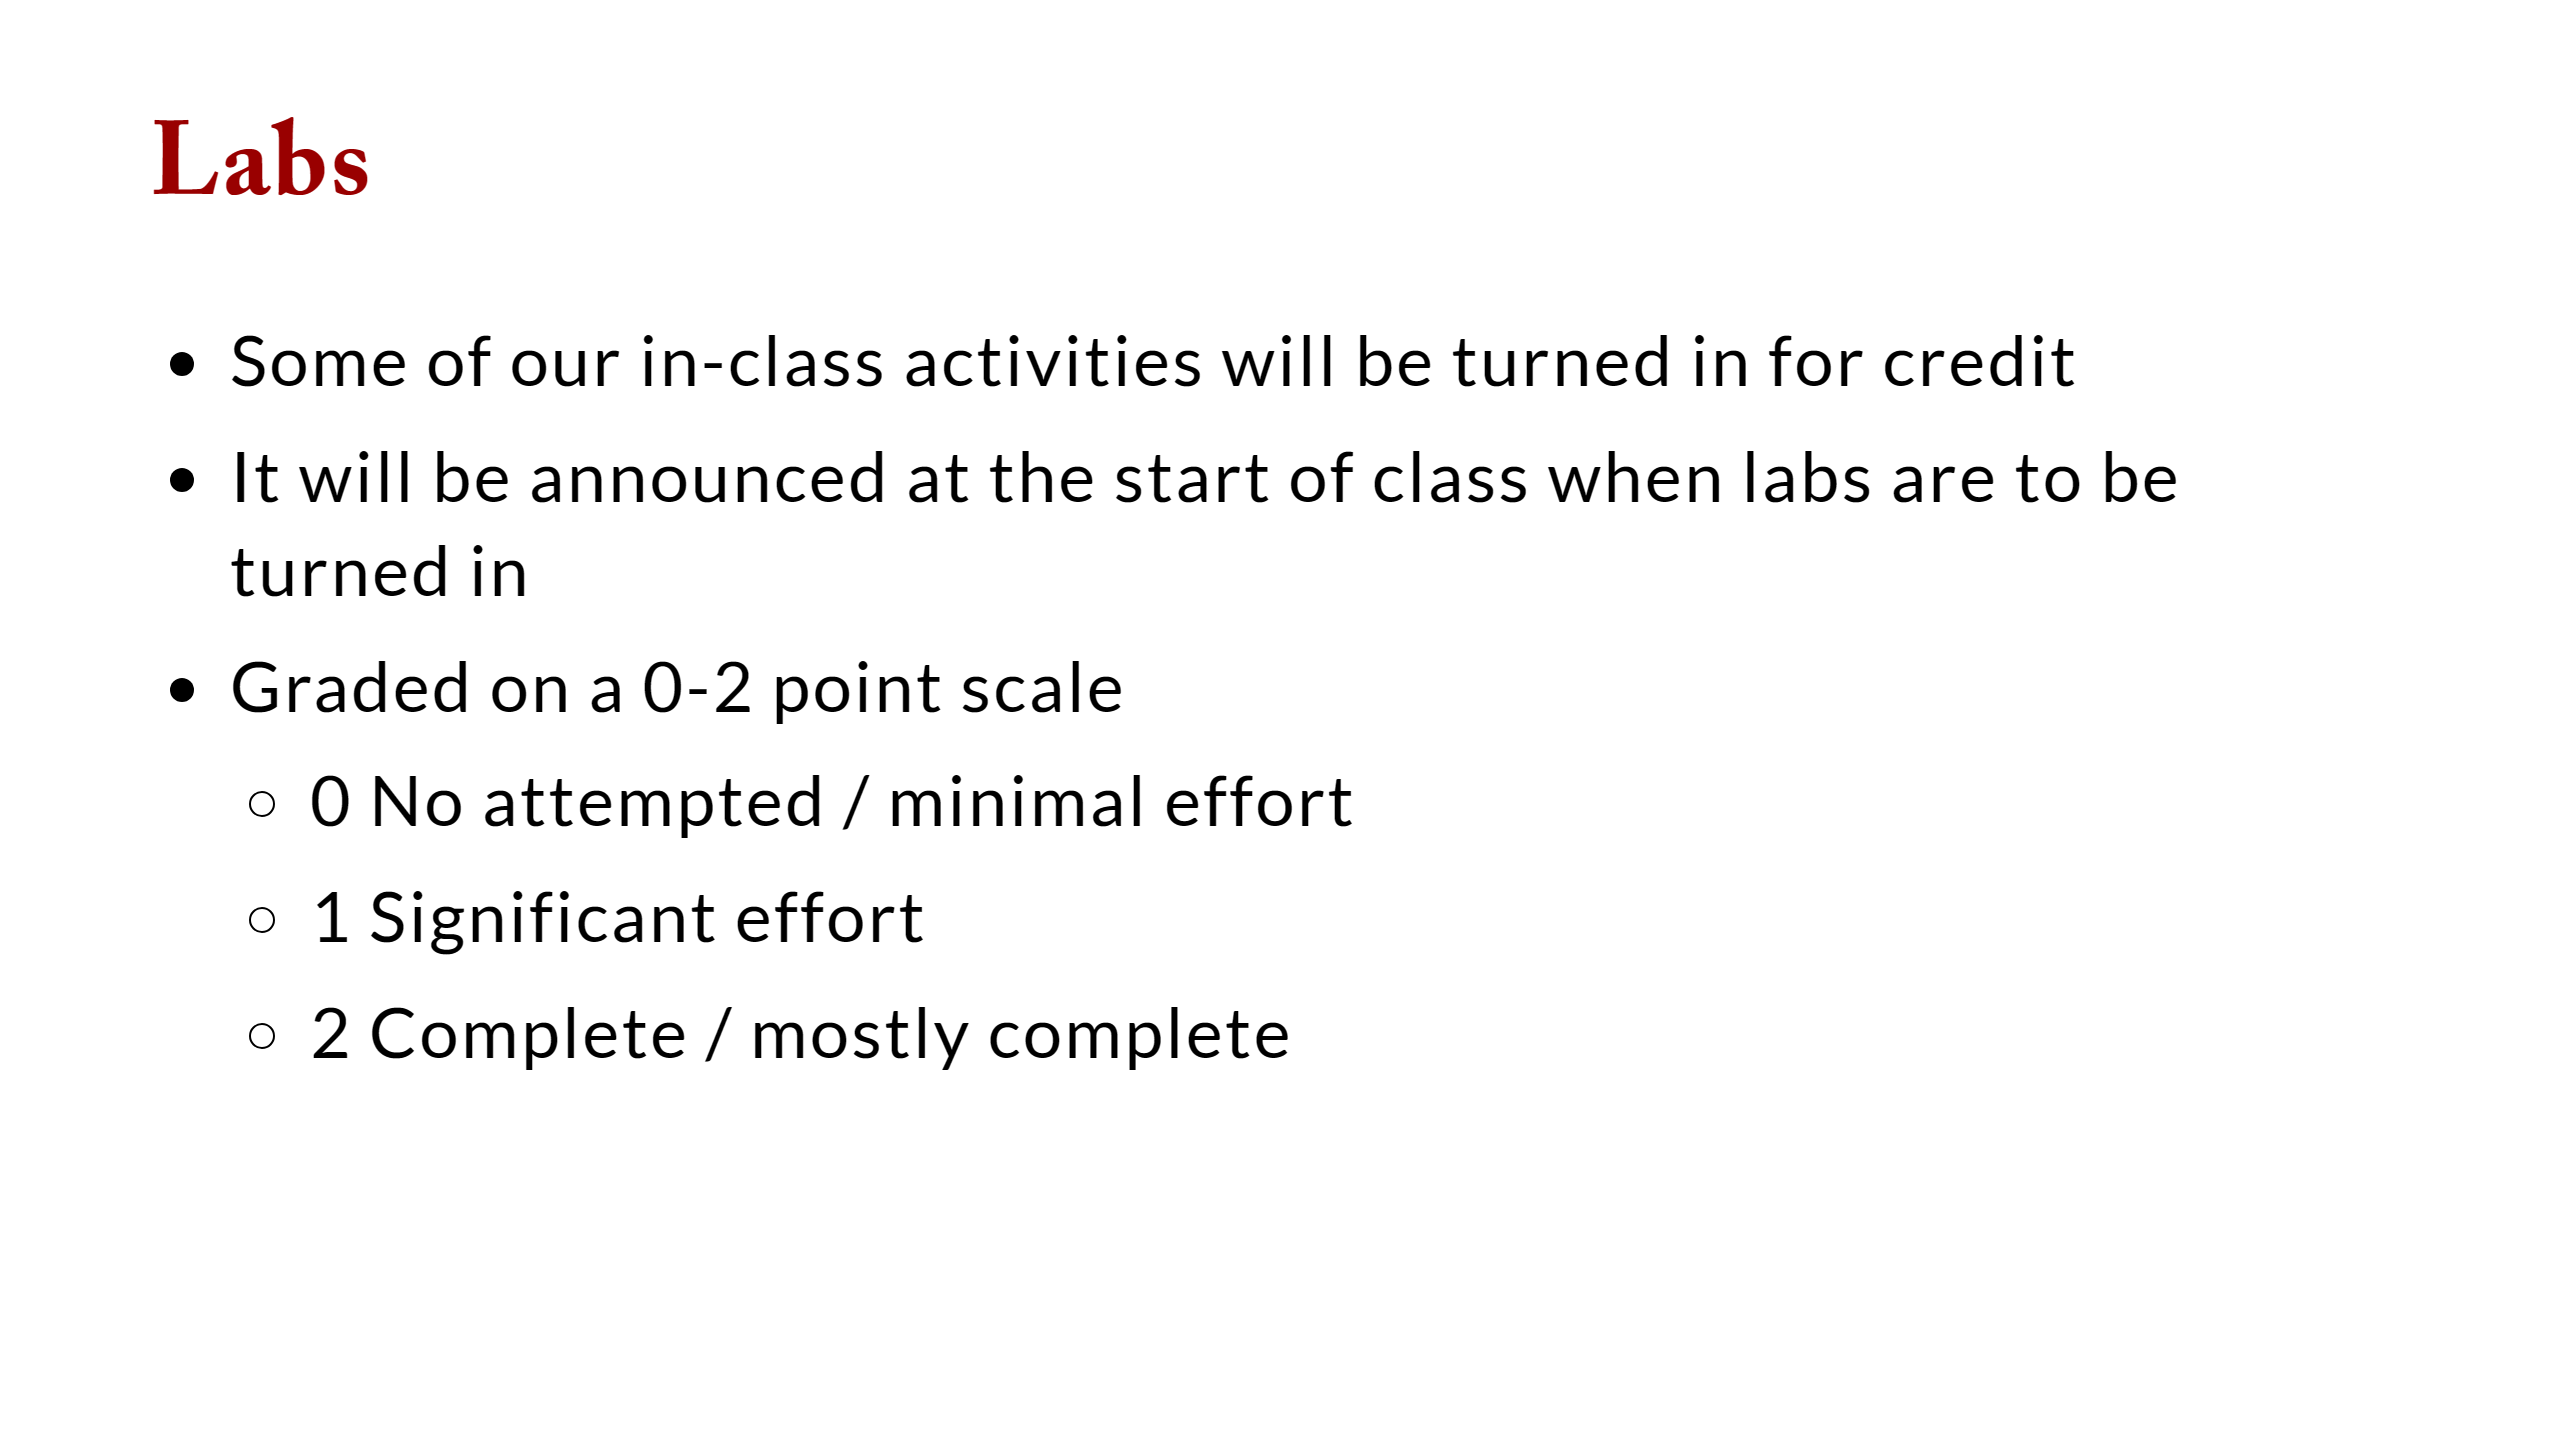 Labs
• Some of our in-class activities will be turned in for credit
• It will be announced at the start of class when labs are to be
turned in
• Graded on a 0-2 point scale
○ 0 No attempted / minimal effort
○ 1 Significant effort
○ 2 Complete / mostly complete